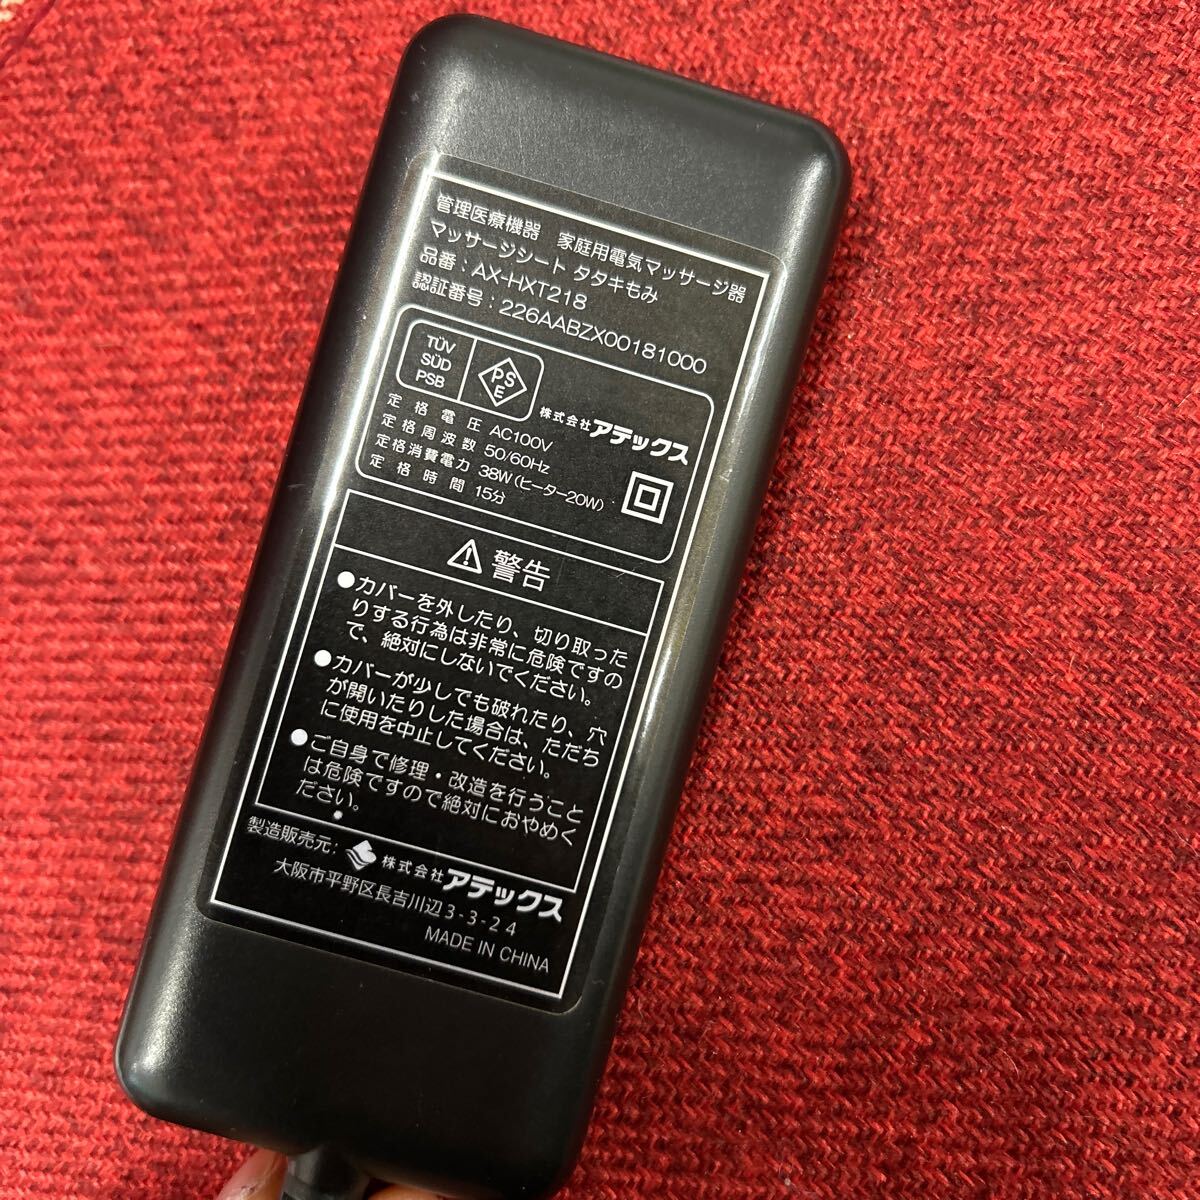 管理医療機器　家庭用電気マッサージ器
マッサージシート タタキもみ
品番：AX-HXT218
認証番号：226AABZX00181000
TÜV
SÜD
PSB
PSE
株式会社アテックス
定格電圧 AC100V
定格周波数 50/60Hz
定格消費電力 38W（ヒーター20W）
定格時間 15分
警告
●カバーを外したり、切り取った
りする行為は非常に危険ですの
で、絶対にしないでください。
●カバーが少しでも破れたり、穴
が開いたりした場合は、ただち
に使用を中止してください。
●ご自身で修理・改造を行うこと
は危険ですので絶対におやめく
ださい。
製造販売元：株式会社アテックス
大阪市平野区長吉川辺3-3-24
MADE IN CHINA